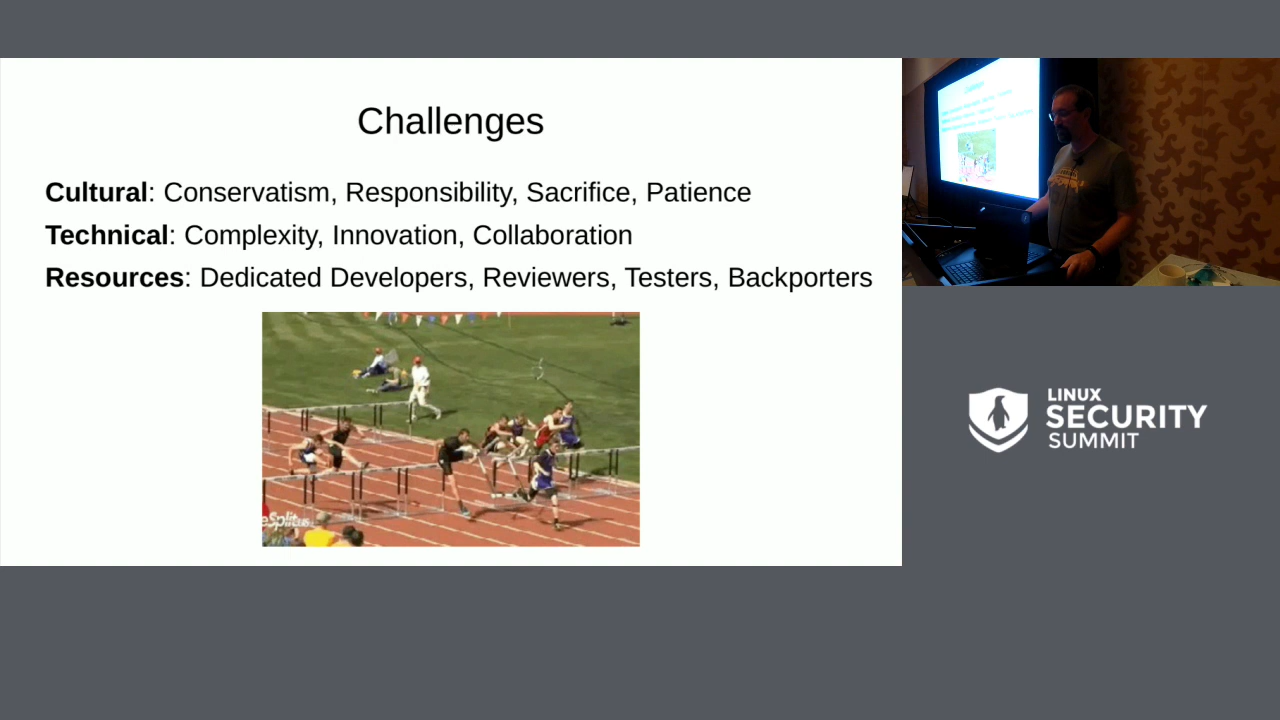 Challenges
Cultural: Conservatism, Responsibility, Sacrifice, Patience
Technical: Complexity, Innovation, Collaboration
Resources: Dedicated Developers, Reviewers, Testers, Backporters
LINUX
SECURITY
SUMMIT